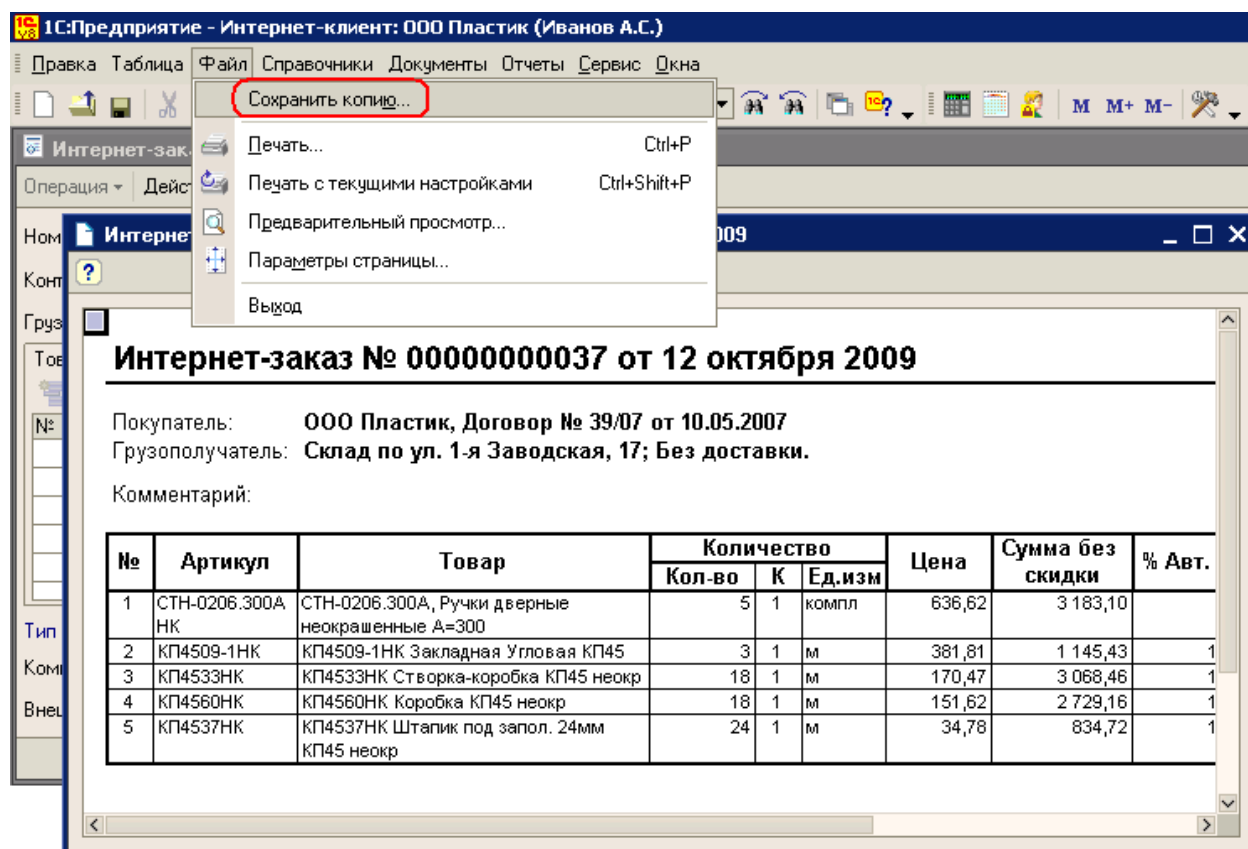 1С:Предприятие - Интернет-клиент: ООО Пластик (Иванов А.С.)
Правка Таблица Файл Справочники Документы Отчеты Сервис Окна
Сохранить копию...
M M+ M-
Интернет-зак
Печать... Ctrl+P
Операция Дейс
Печать с текущими настройками Ctrl+Shift+P
Предварительный просмотр...
Ном Интерне 009
Параметры страницы...
Конт
Выход
Груз
Тов
Интернет-заказ № 00000000037 от 12 октября 2009
Покупатель: ООО Пластик, Договор № 39/07 от 10.05.2007
№
Грузополучатель: Склад по ул. 1-я Заводская, 17; Без доставки.
Комментарий:
№ Артикул Товар Количество Цена Сумма без скидки % Авт.
Кол-во К Ед.изм
1 СТН-0206.300А НК СТН-0206.300А, Ручки дверные неокрашенные А=300 5 1 компл 636,62 3 183,10
Тип
2 КП4509-1НК КП4509-1НК Закладная Угловая КП45 3 1 м 381,81 1 145,43 1
Комм
3 КП4533НК КП4533НК Створка-коробка КП45 неокр 18 1 м 170,47 3 068,46 1
4 КП4560НК КП4560НК Коробка КП45 неокр 18 1 м 151,62 2 729,16 1
Внеш
5 КП4537НК КП4537НК Штапик под запол. 24мм КП45 неокр 24 1 м 34,78 834,72 1